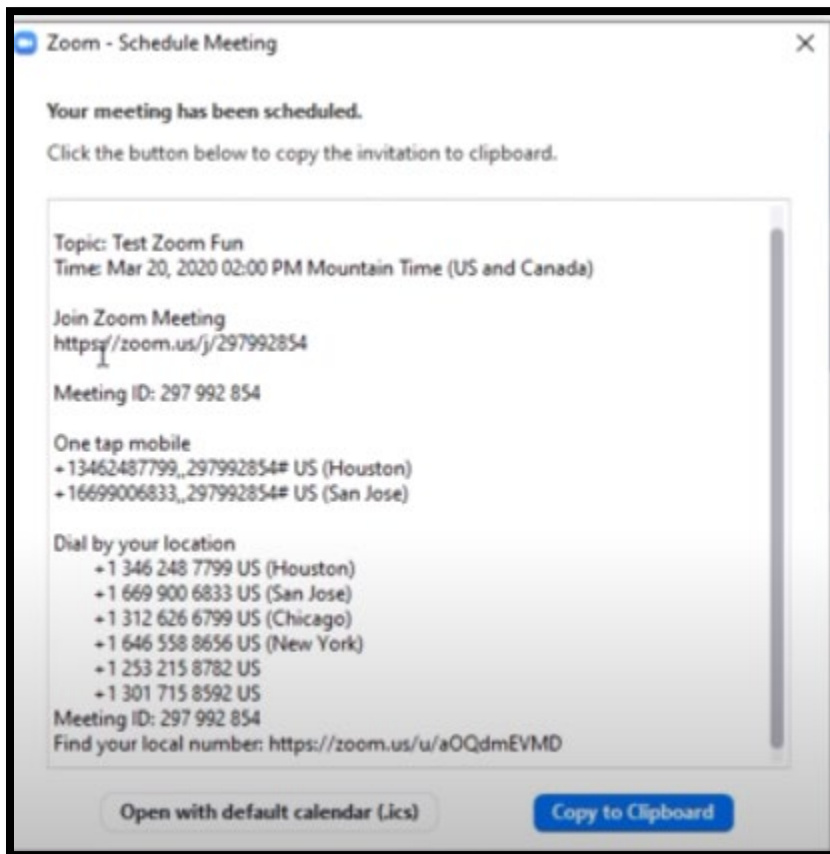 Zoom - Schedule Meeting
Your meeting has been scheduled.
Click the button below to copy the invitation to clipboard.
Topic: Test Zoom Fun
Time: Mar 20, 2020 02:00 PM Mountain Time (US and Canada)
Join Zoom Meeting
https://zoom.us/j/297992854
Meeting ID: 297 992 854
One tap mobile
+13462487799,,297992854# US (Houston)
+16699006833,,297992854# US (San Jose)
Dial by your location
+1 346 248 7799 US (Houston)
+1 669 900 6833 US (San Jose)
+1 312 626 6799 US (Chicago)
+1 646 558 8656 US (New York)
+1 253 215 8782 US
+1 301 715 8592 US
Meeting ID: 297 992 854
Find your local number: https://zoom.us/u/aOQdmEVMD
Open with default calendar (.ics) Copy to Clipboard